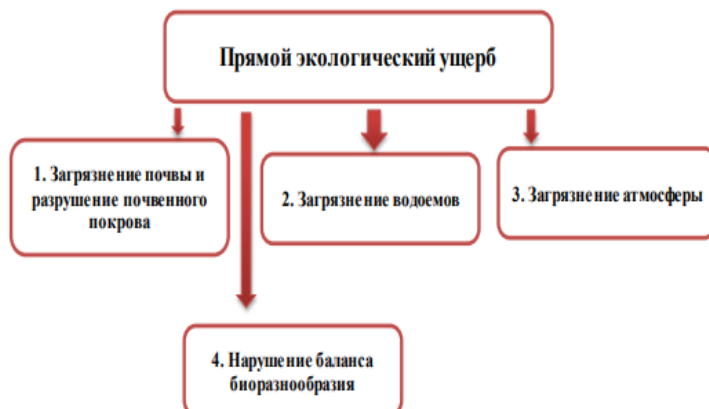 Прямой экологический ущерб
1. Загрязнение почвы и
разрушение почвенного
покрова
2. Загрязнение водоемов
3. Загрязнение атмосферы
4. Нарушение баланса
биоразнообразия